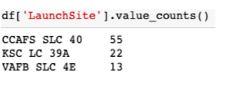 df['LaunchSite'].value_counts()
CCAFS SLC 40 55
KSC LC 39A 22
VAFB SLC 4E 13